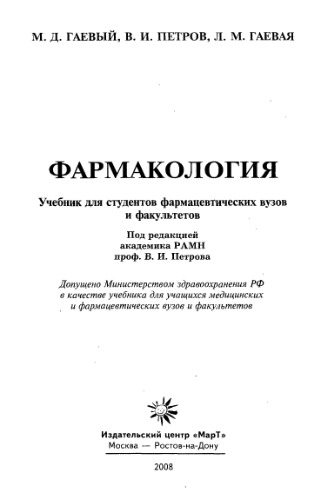 М. Д. ГАЕВЫЙ, В. И. ПЕТРОВ, Л. М. ГАЕВАЯ
ФАРМАКОЛОГИЯ
Учебник для студентов фармацевтических вузов
и факультетов
Под редакцией
академика РАМН
проф. В. И. Петрова
Допущено Министерством здравоохранения РФ
в качестве учебника для учащихся медицинских
и фармацевтических вузов и факультетов
Издательский центр «МарТ»
Москва — Ростов-на-Дону
2008